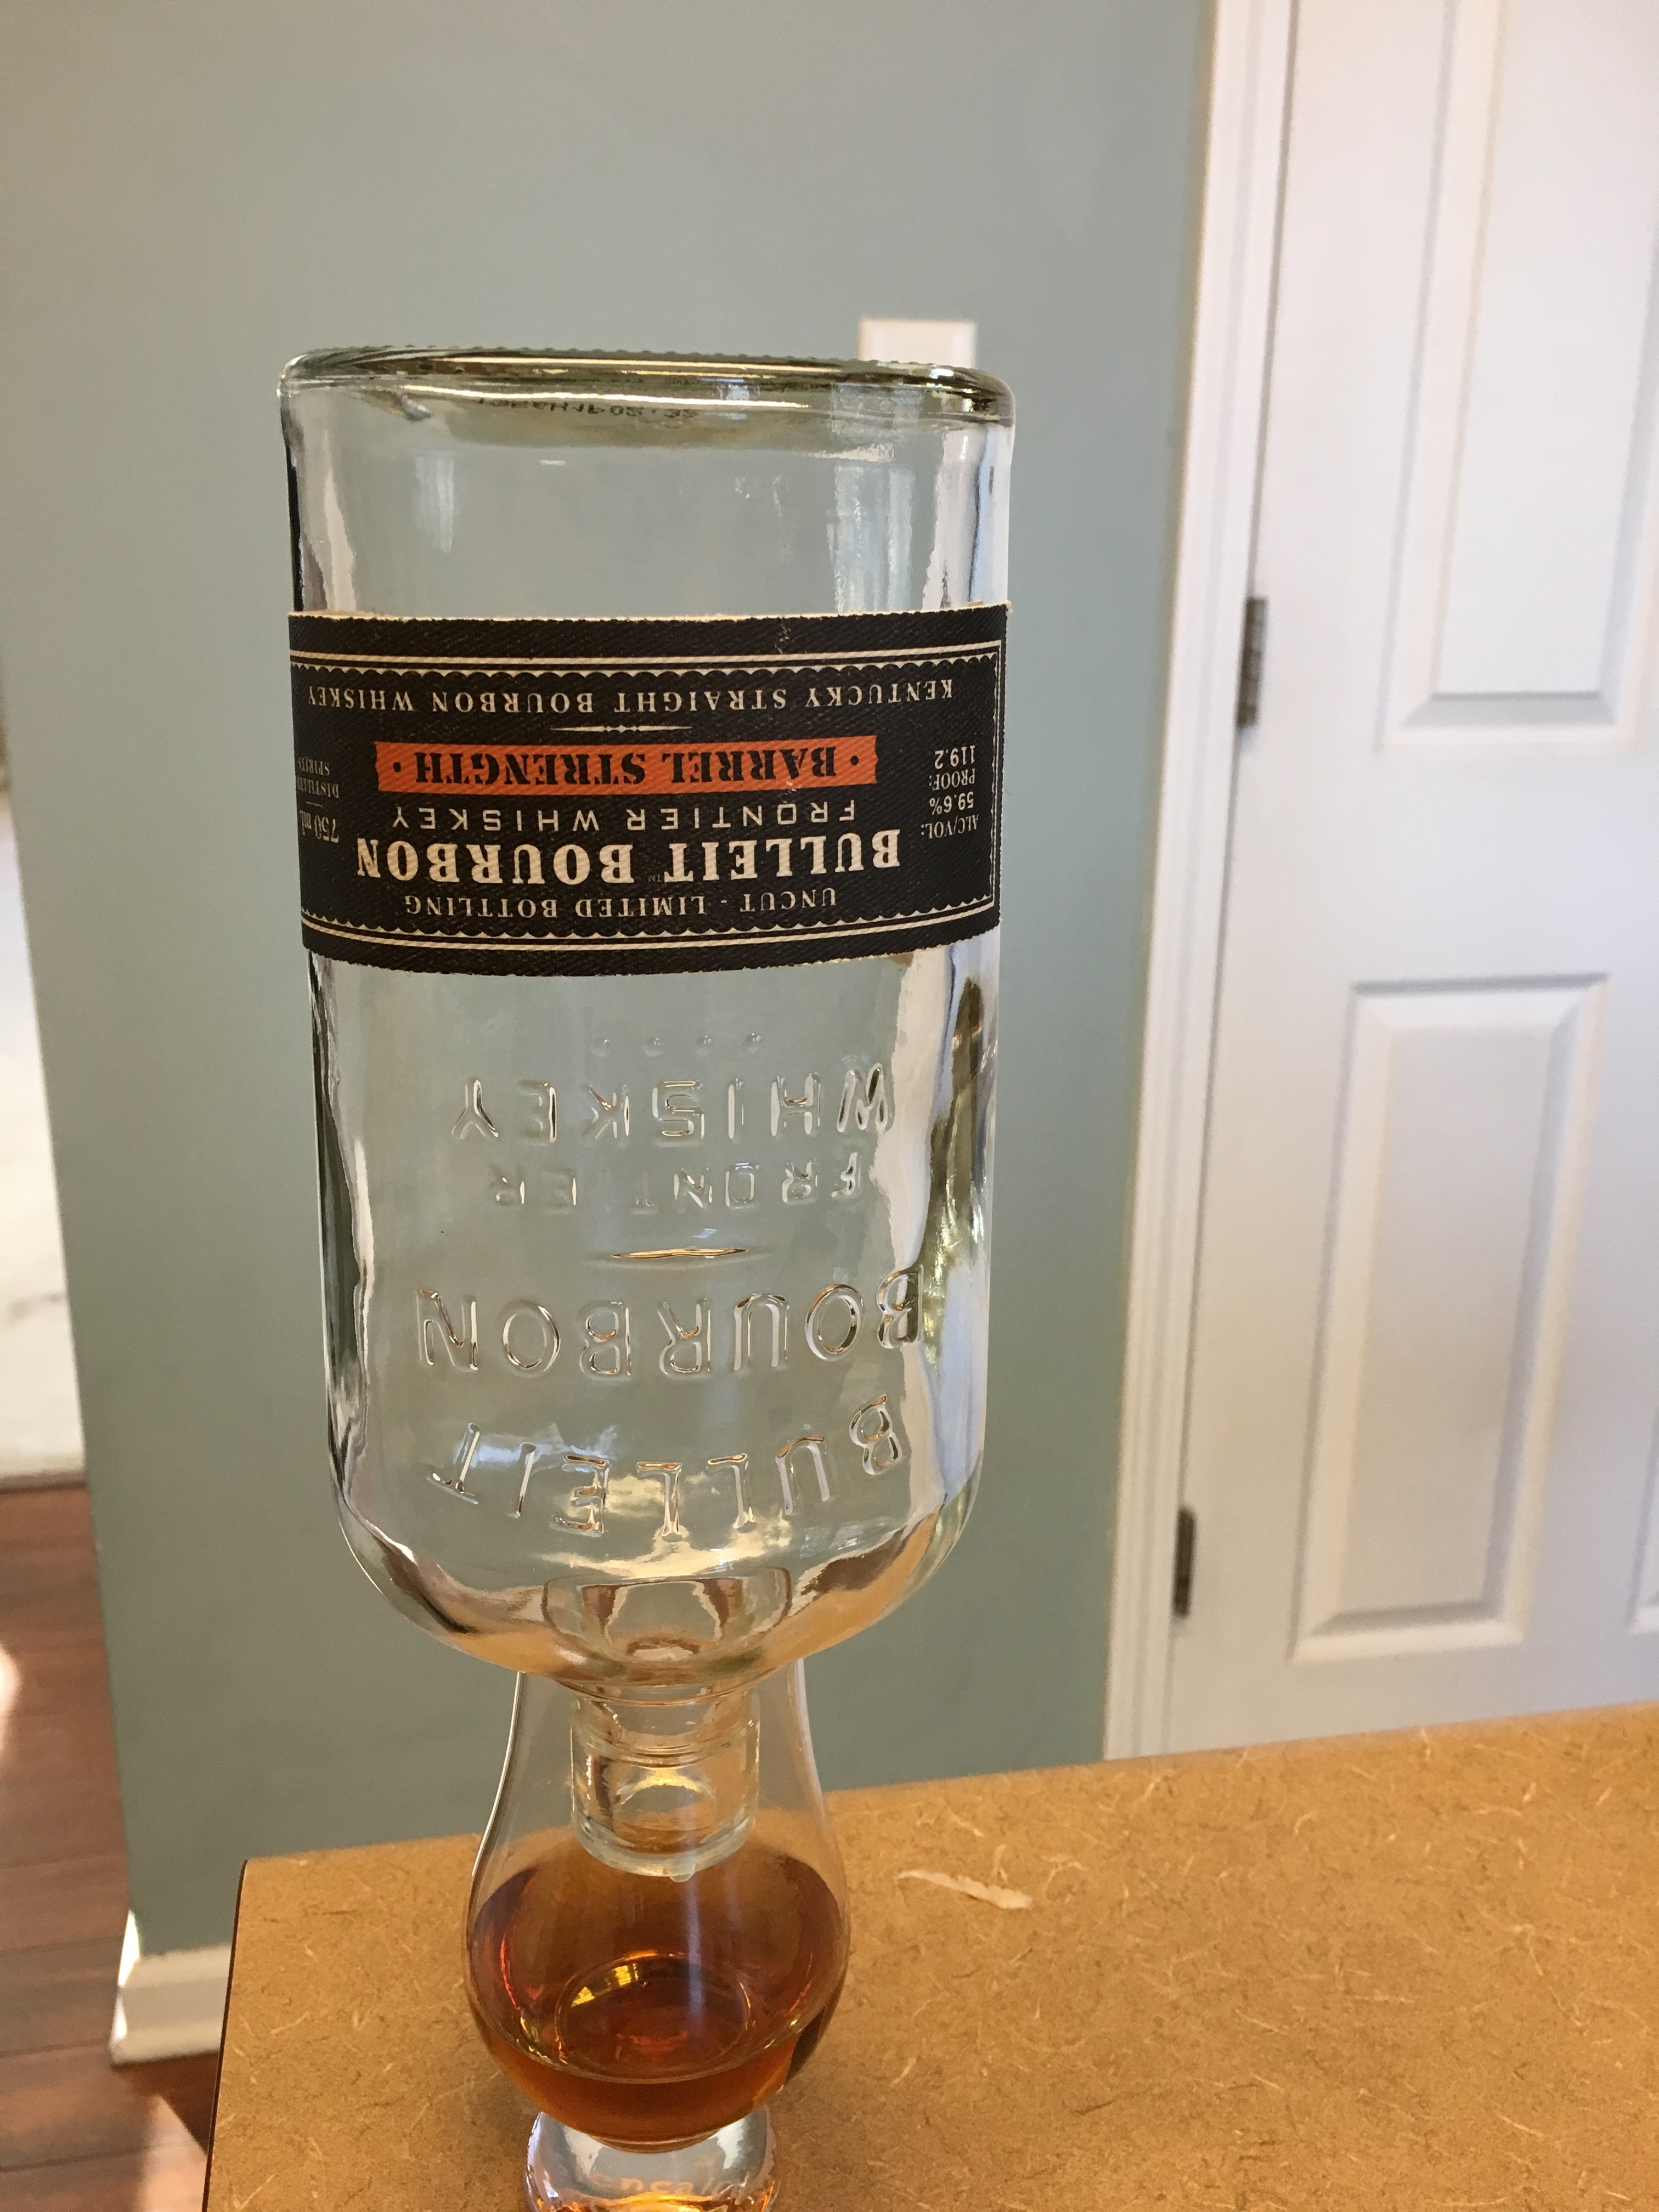 BULLEIT
BOURBON
FRONTIER
WHISKEY
UNCUT - LIMITED BOTTLING
BULLEIT BOURBON
FRONTIER WHISKEY
· BARREL STRENGTH ·
KENTUCKY STRAIGHT BOURBON WHISKEY
ALC/VOL:
59.6%
PROOF:
119.2
750 ml